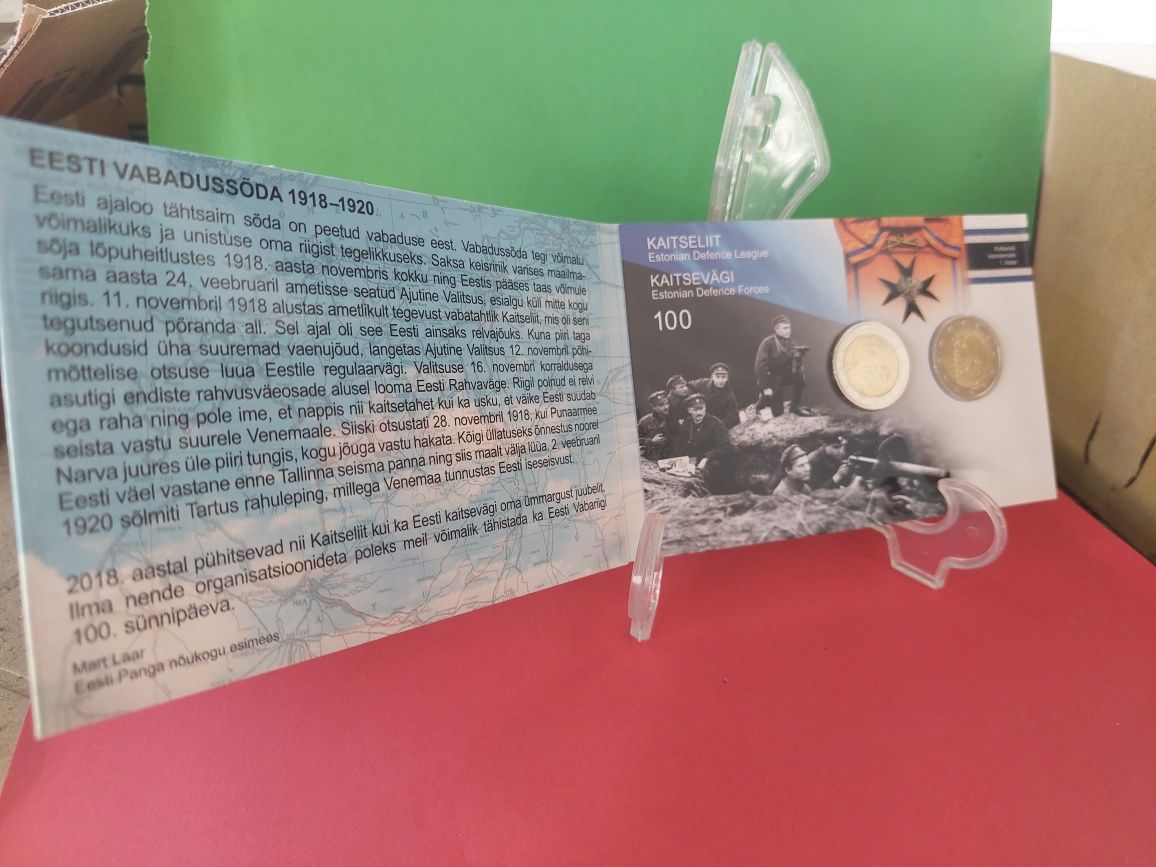 EESTI VABADUSSÕDA 1918–1920
Eesti ajaloo tähtsaim sõda on peetud vabaduse eest. Vabadussõda tegi võimatu
võimalikuks ja unistuse oma riigist tegelikkuseks. Saksa keisririik varises maailma-
sõja lõpuheitlustes 1918. aasta novembris kokku ning Eestis pääses taas võimule
sama aasta 24. veebruaril ametisse seatud Ajutine Valitsus, esialgu küll mitte kogu
riigis. 11. novembril 1918 alustas ametlikult tegevust vabatahtlik Kaitseliit, mis oli seni
tegutsenud põranda all. Sel ajal oli see Eesti ainsaks relvajõuks. Kuna piiri taga
koondusid üha suuremad vaenujõud, langetas Ajutine Valitsus 12. novembril põhi-
mõttelise otsuse luua Eestile regulaarvägi. Valitsuse 16. novembri korraldusega
asutigi endiste rahvusväeosade alusel looma Eesti Rahvaväge. Riigil polnud ei relvi
ega raha ning pole ime, et nappis nii kaitsetahet kui ka usku, et väike Eesti suudab
seista vastu suurele Venemaale. Siiski otsustati 28. novembril 1918, kui Punaarmee
Narva juures üle piiri tungis, kogu jõuga vastu hakata. Kõigi üllatuseks õnnestus noorel
Eesti väel vastane enne Tallinna seisma panna ning siis maalt välja lüüa. 2. veebruaril
1920 sõlmiti Tartus rahuleping, millega Venemaa tunnustas Eesti iseseisvust.
2018. aastal pühitsevad nii Kaitseliit kui ka Eesti kaitsevägi oma ümmargust juubelit.
Ilma nende organisatsioonideta poleks meil võimalik tähistada ka Eesti Vabariigi
100. sünnipäeva.
Mart Laar
Eesti Panga nõukogu esimees
KAITSELIIT
Estonian Defence League
KAITSEVÄGI
Estonian Defence Forces
100